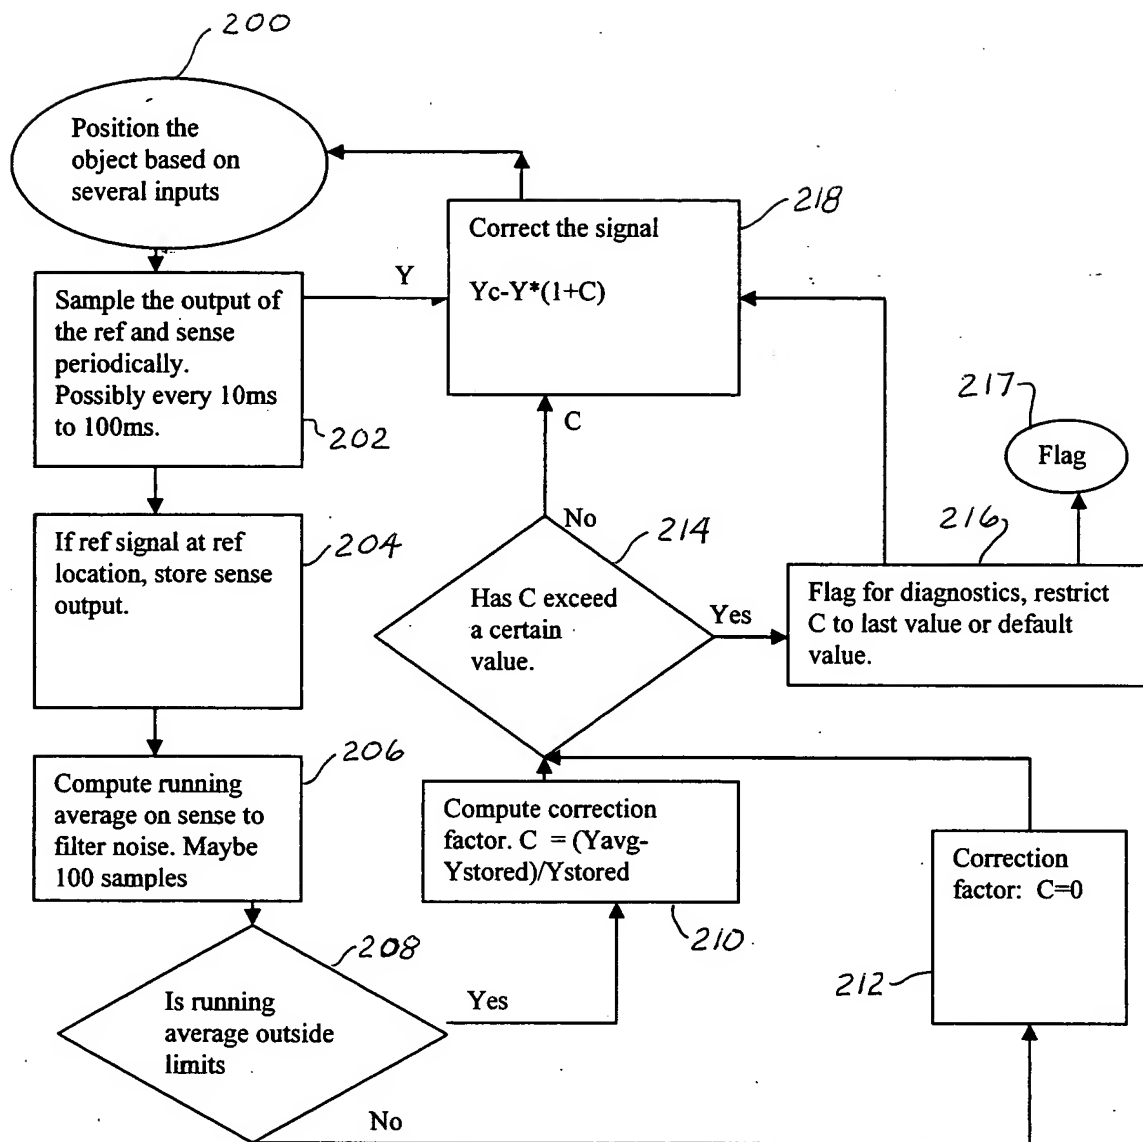 200
Position the
object based on
several inputs
218
Correct the signal
Yc-Y*(1+C)
Y
Sample the output of
the ref and sense
periodically.
Possibly every 10ms
to 100ms.
202
217
Flag
C
No
214
216
If ref signal at ref
location, store sense
output.
204
Has C exceed
a certain
value.
Yes
Flag for diagnostics, restrict
C to last value or default
value.
206
Compute running
average on sense to
filter noise. Maybe
100 samples
Compute correction
factor. C = (Yavg-
Ystored)/Ystored
210
Correction
factor: C=0
212
208
Is running
average outside
limits
Yes
No